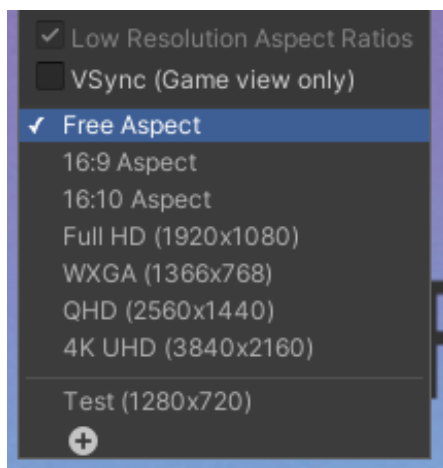 Low Resolution Aspect Ratios
VSync (Game view only)
Free Aspect
16:9 Aspect
16:10 Aspect
Full HD (1920x1080)
WXGA (1366x768)
QHD (2560x1440)
4K UHD (3840x2160)
Test (1280x720)